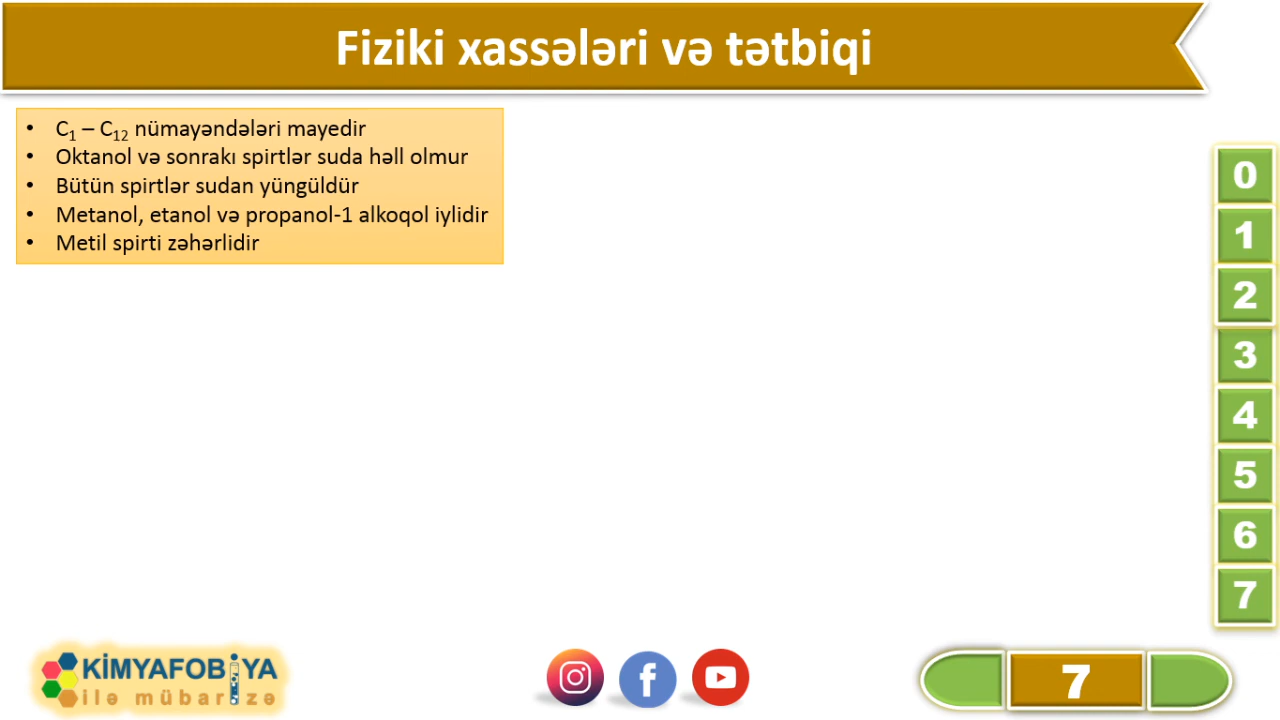 Fiziki xassələri və tətbiqi
• C₁ – C₁₂ nümayəndələri mayedir
• Oktanol və sonrakı spirtlər suda həll olmur
• Bütün spirtlər sudan yüngüldür
• Metanol, etanol və propanol-1 alkoqol iylidir
• Metil spirti zəhərlidir
0
1
2
3
4
5
6
7
KİMYAFOBİYA
ilə mübarizə
7